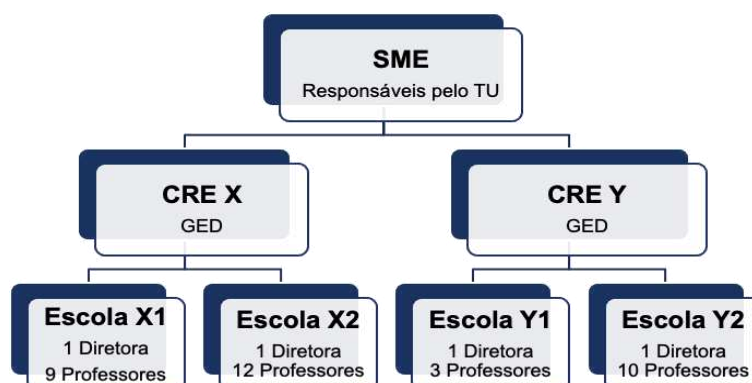 SME
Responsáveis pelo TU
CRE X
GED
CRE Y
GED
Escola X1
1 Diretora
9 Professores
Escola X2
1 Diretora
12 Professores
Escola Y1
1 Diretora
3 Professores
Escola Y2
1 Diretora
10 Professores